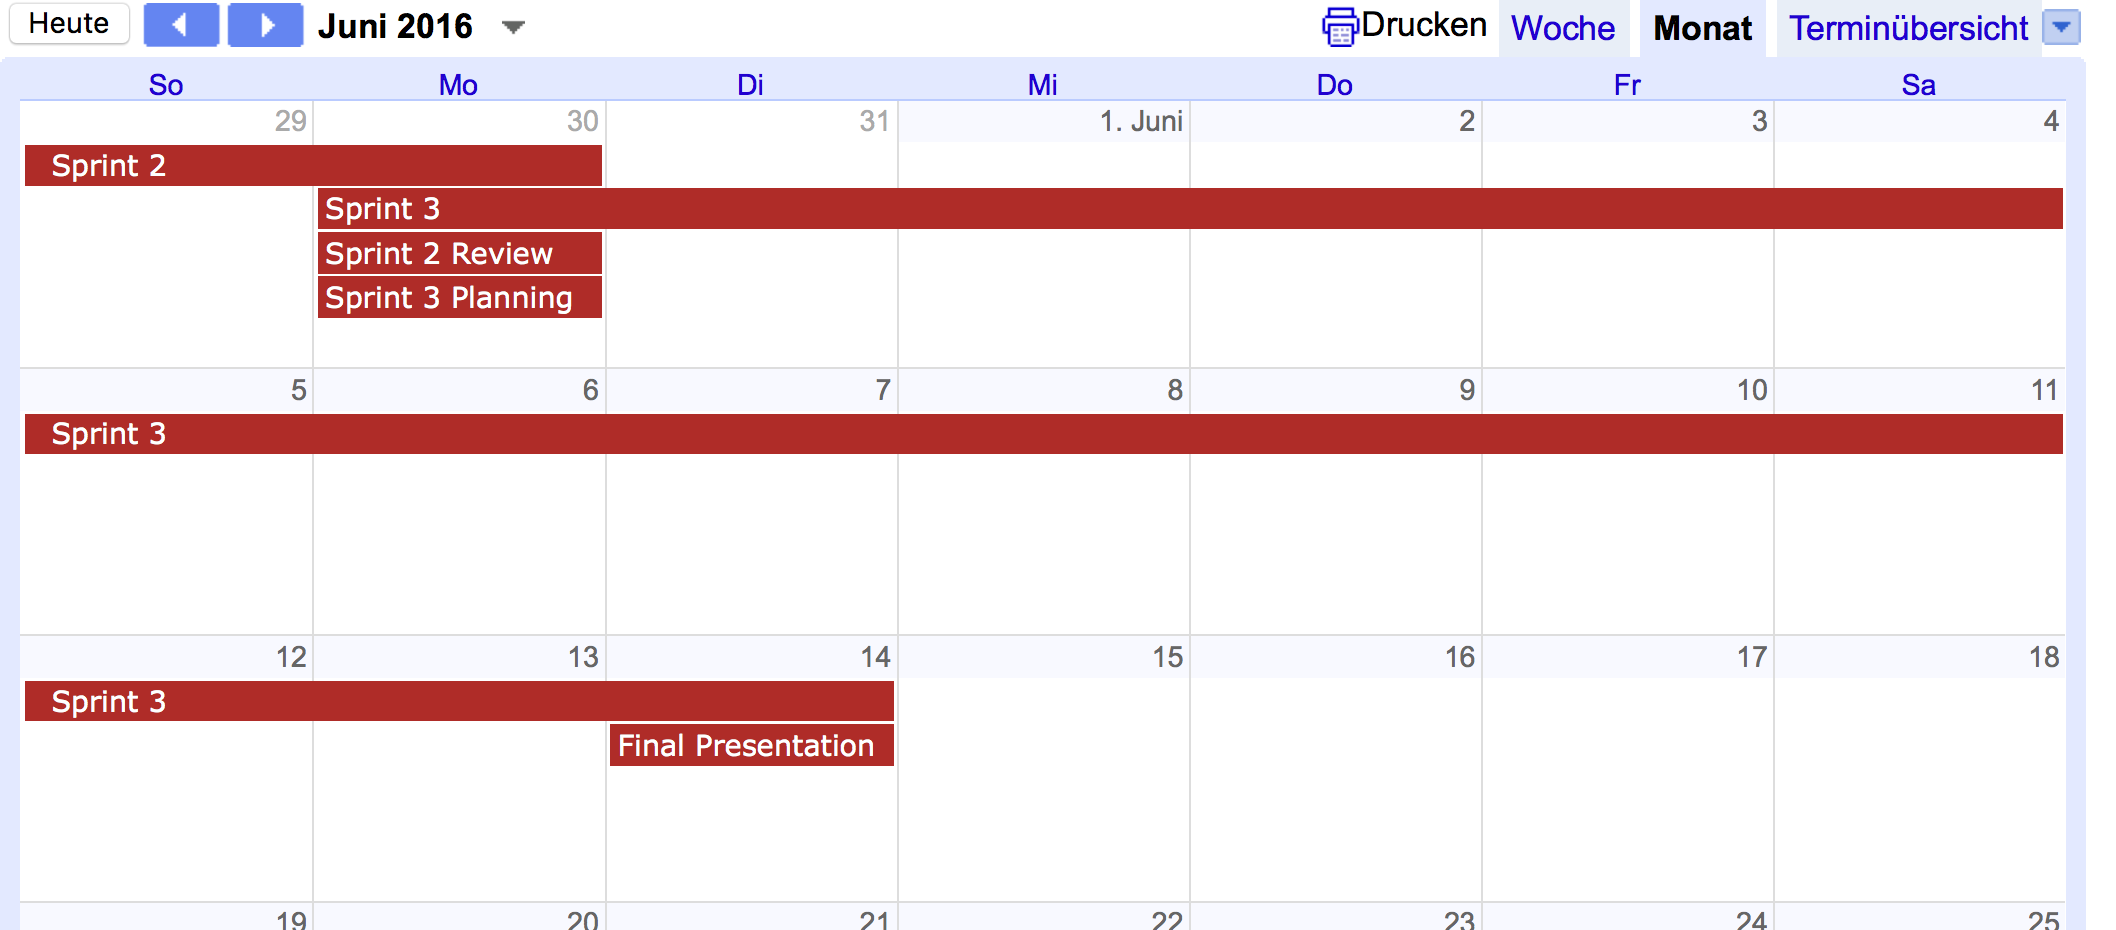 Heute Juni 2016 Drucken Woche Monat Terminübersicht
So Mo Di Mi Do Fr Sa
29 30 31 1. Juni 2 3 4
Sprint 2
Sprint 3
Sprint 2 Review
Sprint 3 Planning
5 6 7 8 9 10 11
Sprint 3
12 13 14 15 16 17 18
Sprint 3
Final Presentation
19 20 21 22 23 24 25